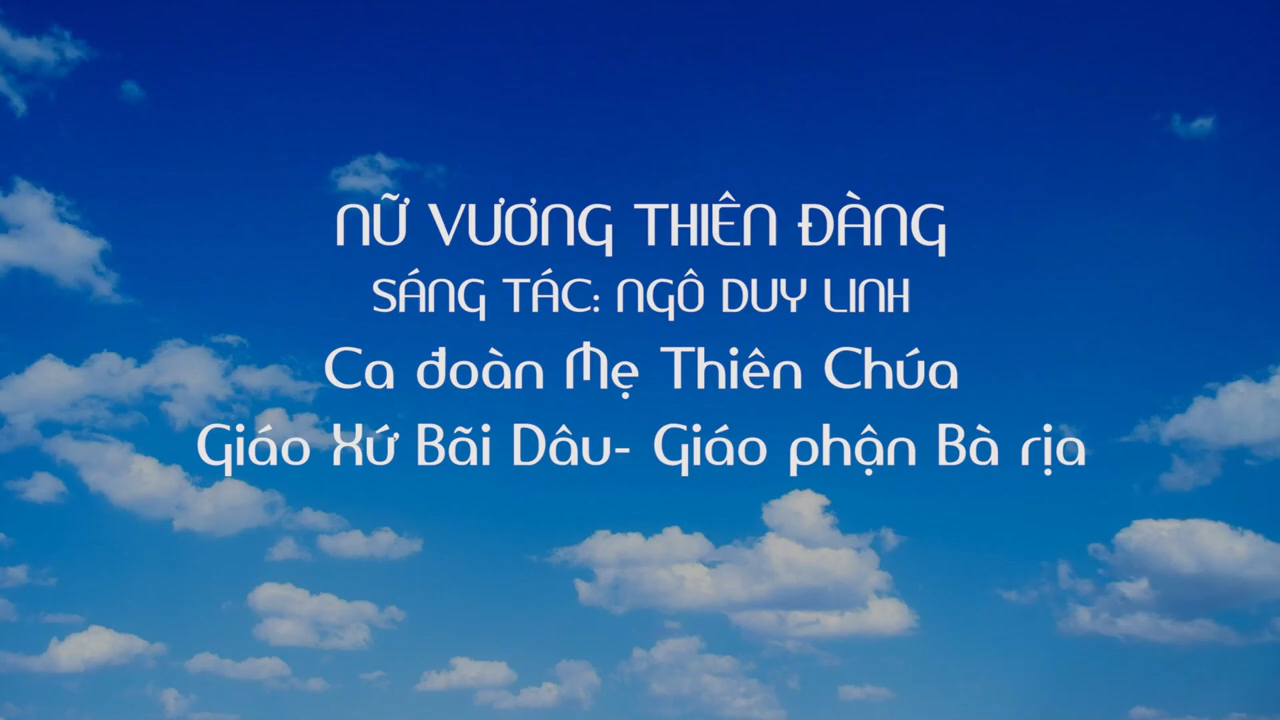 NỮ VƯƠNG THIÊN ĐÀNG
SÁNG TÁC: NGÔ DUY LINH
Ca đoàn Mẹ Thiên Chúa
Giáo Xứ Bãi Dâu- Giáo phận Bà rịa